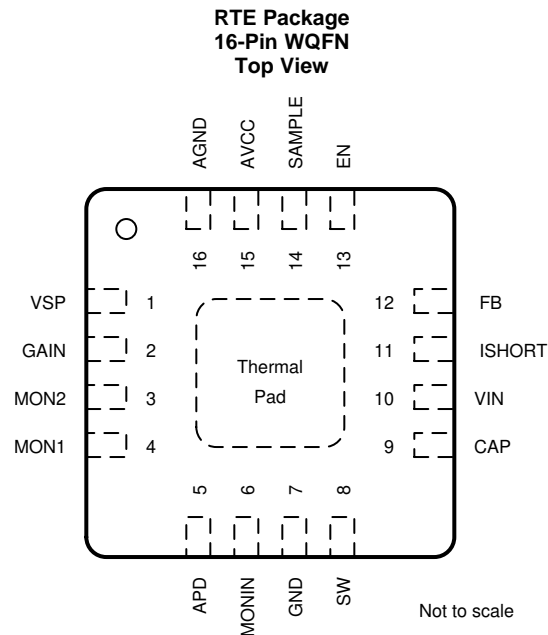 RTE Package
16-Pin WQFN
Top View
AGND
AVCC
SAMPLE
EN
16
15
14
13
VSP 1
GAIN 2
MON2 3
MON1 4
12 FB
11 ISHORT
10 VIN
9 CAP
Thermal
Pad
5
6
7
8
APD
MONIN
GND
SW
Not to scale